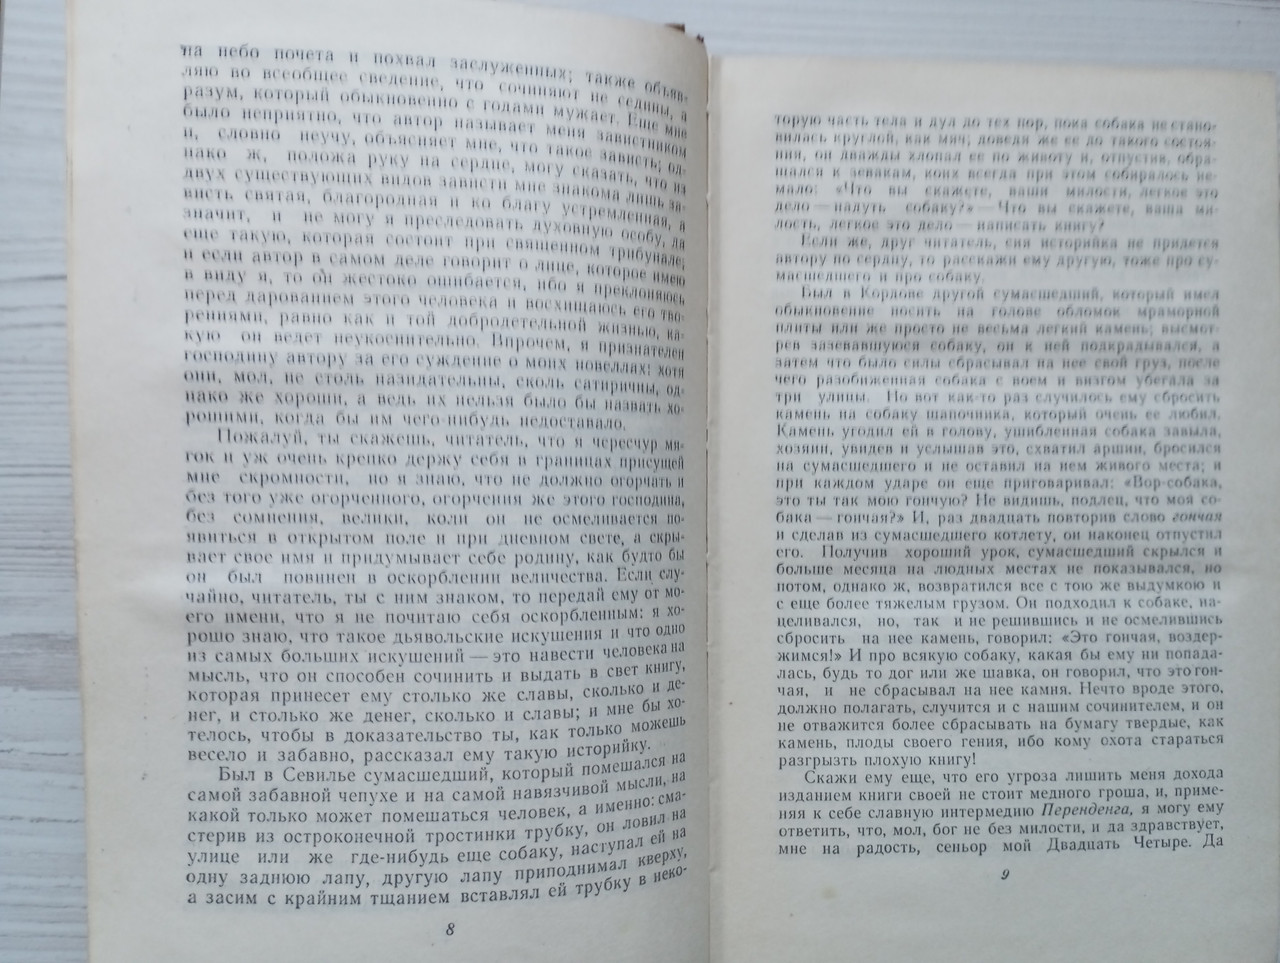 на небо почета и похвал заслуженных; также объяв-
ляю во всеобщее сведение, что сочиняют не седины, а
разум, который обыкновенно с годами мужает. Еще мне
было неприятно, что автор называет меня завистником
и, словно неучу, объясняет мне, что такое зависть; од-
нако ж, положа руку на сердце, могу сказать, что из
двух существующих видов зависти мне знакома лишь за-
висть святая, благородная и ко благу устремленная, а
значит, и не могу я преследовать духовную особу, да
еще такую, которая состоит при священном трибунале;
и если автор в самом деле говорит о лице, которое имею
в виду я, то он жестоко ошибается, ибо я преклоняюсь
перед дарованием этого человека и восхищаюсь его тво-
рениями, равно как и той добродетельной жизнью, ка-
кую он ведет неукоснительно. Впрочем, я признателен
господину автору за его суждение о моих новеллах: хотя
они, мол, не столь назидательны, сколь сатиричны, од-
нако же хороши, а ведь их нельзя было бы назвать хо-
рошими, когда бы им чего-нибудь недоставало.
Пожалуй, ты скажешь, читатель, что я чересчур мя-
гок и уж очень крепко держу себя в границах присущей
мне скромности, но я знаю, что не должно огорчать и
без того уже огорченного, огорчения же этого господина,
без сомнения, велики, коли он не осмеливается по-
явиться в открытом поле и при дневном свете, а скры-
вает свое имя и придумывает себе родину, как будто бы
он был повинен в оскорблении величества. Если слу-
чайно, читатель, ты с ним знаком, то передай ему от мо-
его имени, что я не почитаю себя оскорбленным: я хо-
рошо знаю, что такое дьявольские искушения и что одно
из самых больших искушений — это навести человека на
мысль, что он способен сочинить и выдать в свет книгу,
которая принесет ему столько же славы, сколько и де-
нег, и столько же денег, сколько и славы; и мне бы хо-
телось, чтобы в доказательство ты, как только можешь
весело и забавно, рассказал ему такую историйку.
Был в Севилье сумасшедший, который помешался на
самой забавной чепухе и на самой навязчивой мысли, на
какой только может помешаться человек, а именно: сма-
стерив из остроконечной тростинки трубку, он ловил на
улице или же где-нибудь еще собаку, наступал ей на
одну заднюю лапу, другую лапу приподнимал кверху,
а засим с крайним тщанием вставлял ей трубку в неко-
8
торую часть тела и дул до тех пор, пока собака не стано-
вилась круглой, как мяч; доведя же ее до такого состоя-
ния, он дважды хлопал ее по животу и, отпустив, обра-
щался к зевакам, коих всегда при этом собиралось не-
мало: «Что вы скажете, ваши милости, легкое это
дело — надуть собаку?» — Что вы скажете, ваша ми-
лость, легкое это дело — написать книгу?
Если же, друг читатель, сия историйка не придется
автору по сердцу, то расскажи ему другую, тоже про су-
масшедшего и про собаку.
Был в Кордове другой сумасшедший, который имел
обыкновение носить на голове обломок мраморной
плиты или же просто не весьма легкий камень; высмот-
рев зазевавшуюся собаку, он к ней подкрадывался, а
затем что было силы сбрасывал на нее свой груз, после
чего разобиженная собака с воем и визгом убегала за
три улицы. Но вот как-то раз случилось ему сбросить
камень на собаку шапочника, который очень ее любил.
Камень угодил ей в голову, ушибленная собака завыла,
хозяин, увидев и услышав это, схватил аршин, бросился
на сумасшедшего и не оставил на нем живого места; и
при каждом ударе он еще приговаривал: «Вор-собака,
это ты так мою гончую? Не видишь, подлец, что моя со-
бака — гончая?» И, раз двадцать повторив слово гончая
и сделав из сумасшедшего котлету, он наконец отпустил
его. Получив хороший урок, сумасшедший скрылся и
больше месяца на людных местах не показывался, но
потом, однако ж, возвратился все с тою же выдумкою и
с еще более тяжелым грузом. Он подходил к собаке, на-
целивался, но, так и не решившись и не осмелившись
сбросить на нее камень, говорил: «Это гончая, воздер-
жимся!» И про всякую собаку, какая бы ему ни попада-
лась, будь то дог или же шавка, он говорил, что это гон-
чая, и не сбрасывал на нее камня. Нечто вроде этого,
должно полагать, случится и с нашим сочинителем, и он
не отважится более сбрасывать на бумагу твердые, как
камень, плоды своего гения, ибо кому охота стараться
разгрызть плохую книгу!
Скажи ему еще, что его угроза лишить меня дохода
изданием книги своей не стоит медного гроша, и, приме-
няя к себе славную интермедию Перенденга, я могу ему
ответить, что, мол, бог не без милости, и да здравствует,
мне на радость, сеньор мой Двадцать Четыре. Да
9